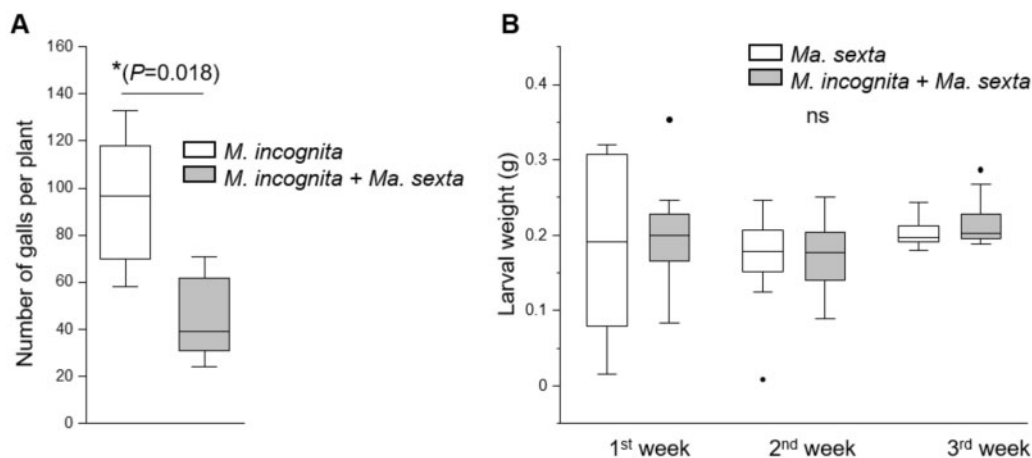 A
Number of galls per plant
160
140
120
100
80
60
40
20
0
*(P=0.018)
M. incognita
M. incognita + Ma. sexta
B
Larval weight (g)
0.4
0.3
0.2
0.1
0
Ma. sexta
M. incognita + Ma. sexta
ns
1st week 2nd week 3rd week